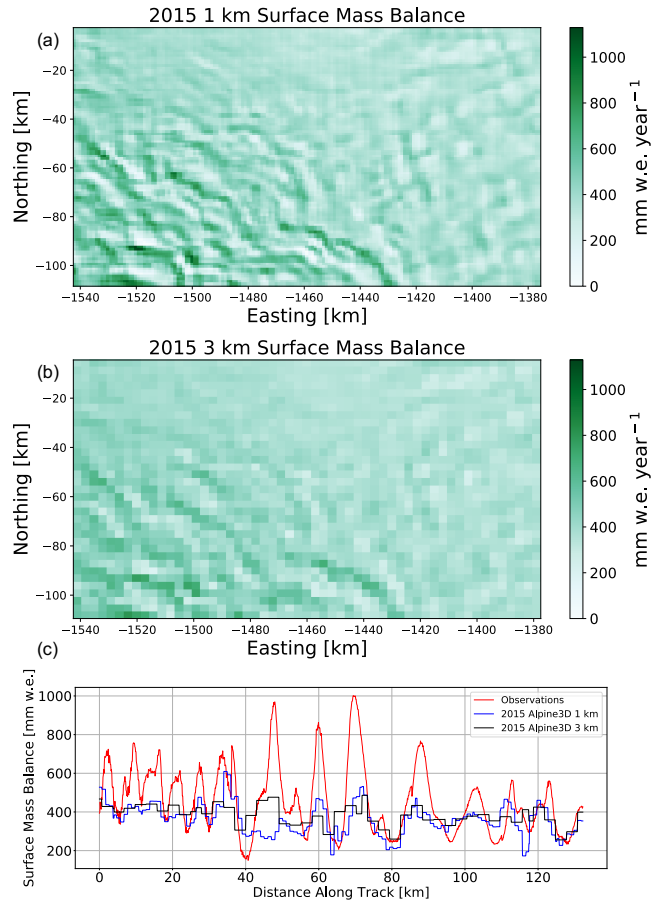 2015 1 km Surface Mass Balance
(a)
−20
−40
−60
−80
−100
Northing [km]
−1540 −1520 −1500 −1480 −1460 −1440 −1420 −1400 −1380
Easting [km]
1000
800
600
400
200
0
mm w.e. year⁻¹
2015 3 km Surface Mass Balance
(b)
−20
−40
−60
−80
−100
Northing [km]
−1540 −1520 −1500 −1480 −1460 −1440 −1420 −1400 −1380
Easting [km]
1000
800
600
400
200
0
mm w.e. year⁻¹
(c)
1000
800
600
400
200
Surface Mass Balance [mm w.e.]
Observations
2015 Alpine3D 1 km
2015 Alpine3D 3 km
0 20 40 60 80 100 120
Distance Along Track [km]